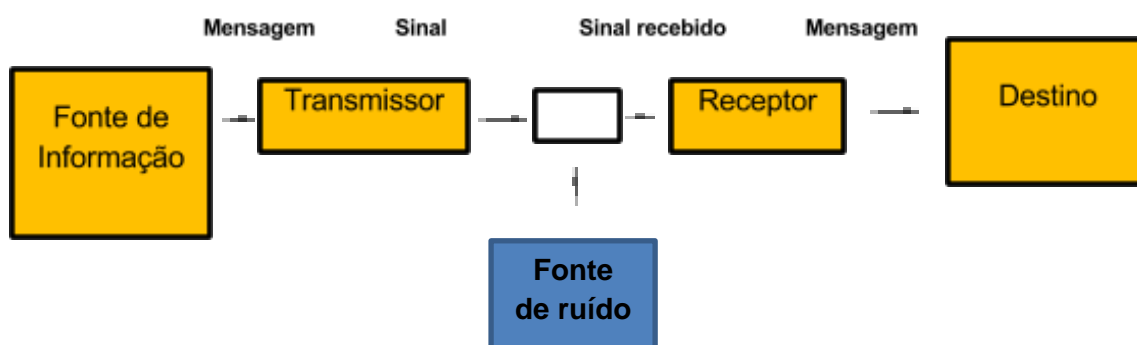 Mensagem Sinal Sinal recebido Mensagem
Fonte de
Informação
Transmissor
Receptor
Destino
Fonte
de ruído